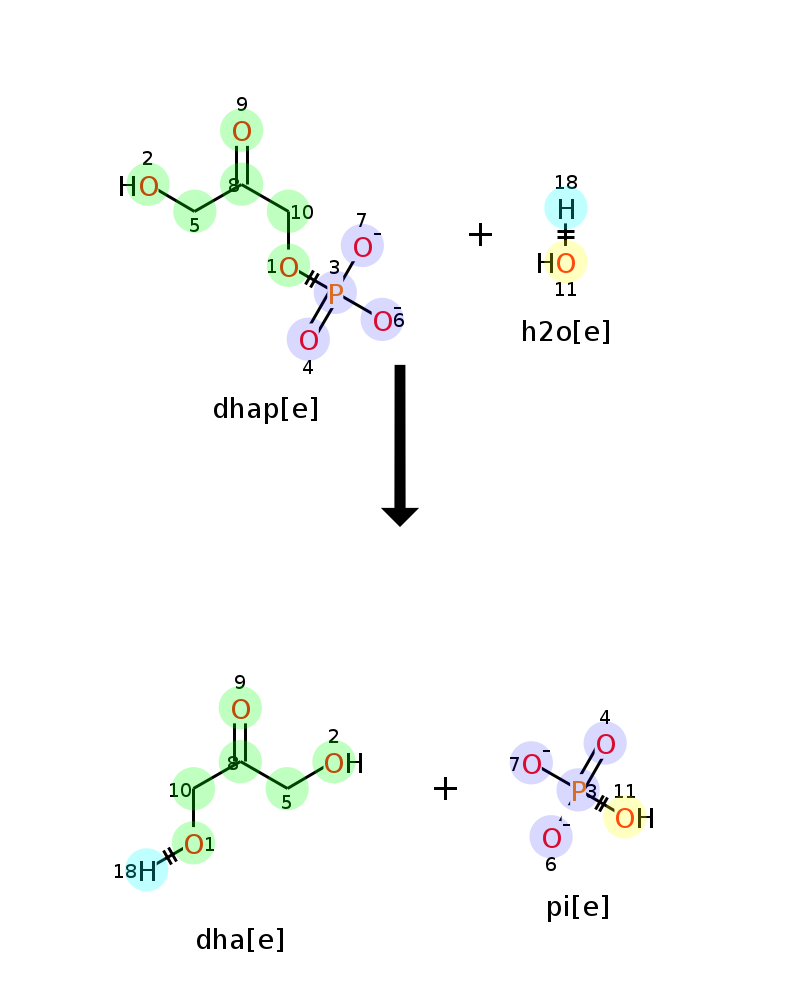 9
O
2
HO
8
5
10
7
O-
1O
3
P
O-
6
O
4
dhap[e]
+
18
H
HO
11
h2o[e]
9
O
2
OH
8
10
5
O1
18H
dha[e]
+
4
O
7O-
P
3
11
OH
O-
6
pi[e]